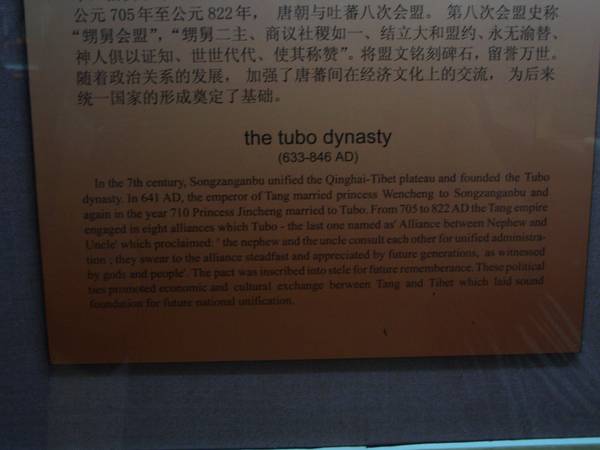 公元705年至公元822年， 唐朝与吐蕃八次会盟。 第八次会盟史称
“甥舅会盟”，“甥舅二主、商议社稷如一、结立大和盟约、永无渝替、
神人俱以证知、世世代代、使其称赞”。将盟文铭刻碑石，留誉万世。
随着政治关系的发展， 加强了唐蕃间在经济文化上的交流， 为后来
统一国家的形成奠定了基础。
the tubo dynasty
(633-846 AD)
In the 7th century, Songzanganbu unified the Qinghai-Tibet plateau and founded the Tubo
dynasty. In 641 AD, the emperor of Tang married princess Wencheng to Songzanganbu and
again in the year 710 Princess Jincheng married to Tubo. From 705 to 822 AD the Tang empire
engaged in eight alliances which Tubo - the last one named as' Alliance between Nephew and
Uncle' which proclaimed: ' the nephew and the uncle consult each other for unified administra-
tion ; they swear to the alliance steadfast and appreciated by future generations, as witnessed
by gods and people'. The pact was inscribed into stele for future rememberance. These political
ties promoted economic and cultural exchange berween Tang and Tibet which laid sound
foundation for future national unification.